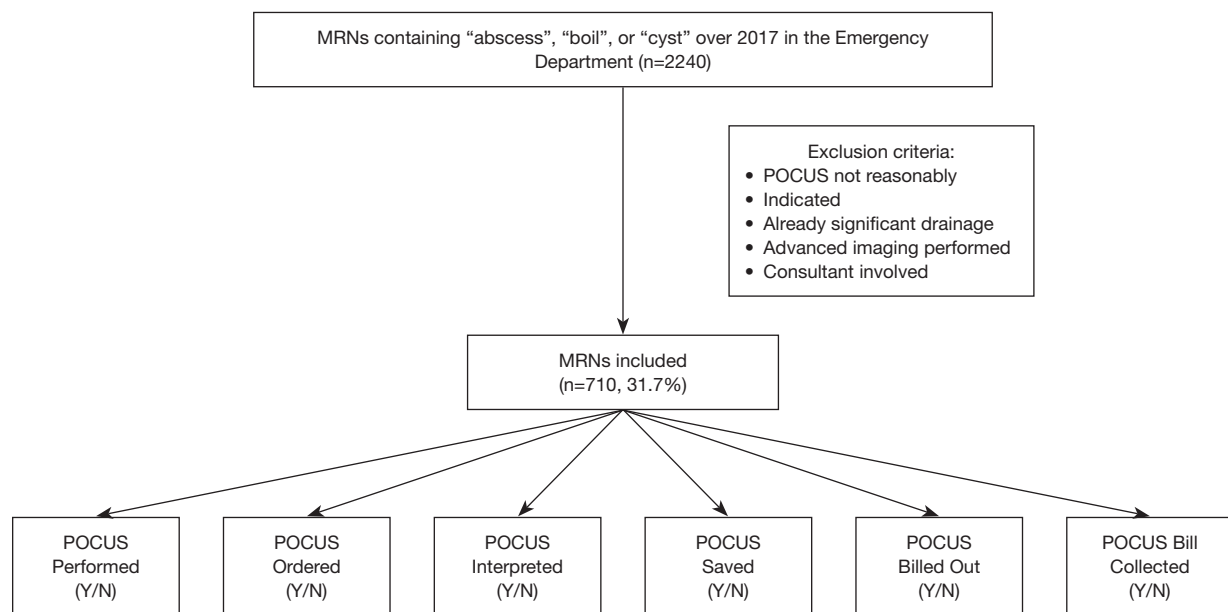 MRNs containing “abscess”, “boil”, or “cyst” over 2017 in the Emergency
Department (n=2240)
Exclusion criteria:
• POCUS not reasonably
• Indicated
• Already significant drainage
• Advanced imaging performed
• Consultant involved
MRNs included
(n=710, 31.7%)
POCUS
Performed
(Y/N)
POCUS
Ordered
(Y/N)
POCUS
Interpreted
(Y/N)
POCUS
Saved
(Y/N)
POCUS
Billed Out
(Y/N)
POCUS Bill
Collected
(Y/N)